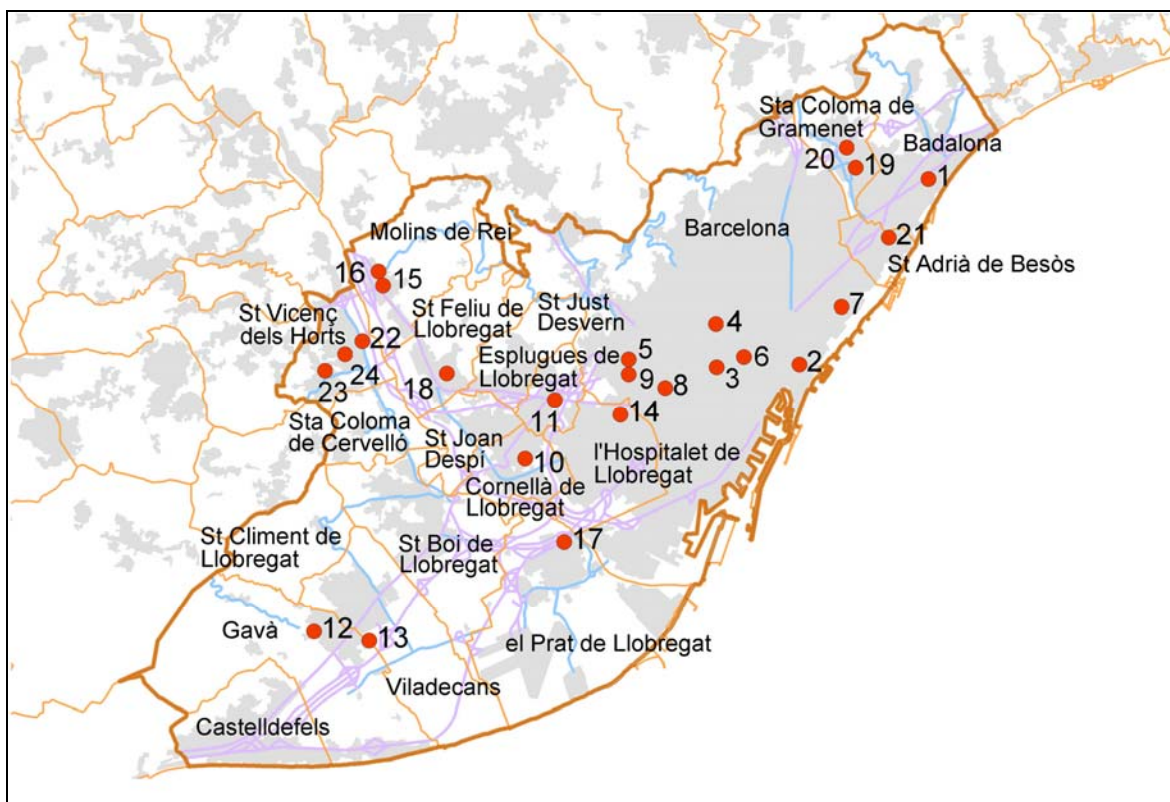 Sta Coloma de
Gramenet
Badalona
20
19
1
Molins de Rei
Barcelona
21
St Adrià de Besòs
16
15
St Vicenç
dels Horts
St Feliu de
Llobregat
St Just
Desvern
7
4
22
24
23
18
Esplugues de
Llobregat
5
9
8
6
3
2
11
14
Sta Coloma
de Cervelló
St Joan
Despí
10
l'Hospitalet de
Llobregat
Cornellà de
Llobregat
St Climent de
Llobregat
St Boi de
Llobregat
17
Gavà
12
13
el Prat de Llobregat
Viladecans
Castelldefels